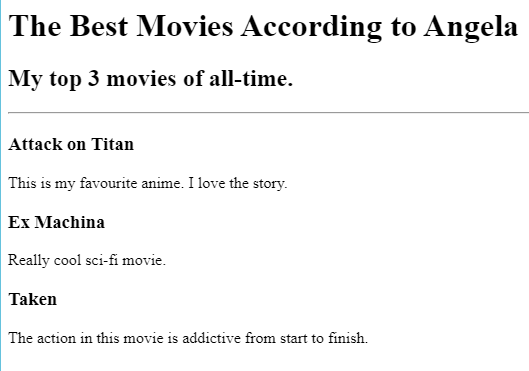 The Best Movies According to Angela
My top 3 movies of all-time.
Attack on Titan
This is my favourite anime. I love the story.
Ex Machina
Really cool sci-fi movie.
Taken
The action in this movie is addictive from start to finish.